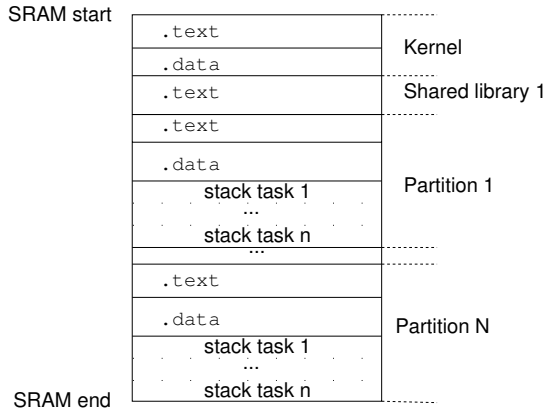 SRAM start
.text
Kernel
.data
.text
Shared library 1
.text
.data
Partition 1
stack task 1
...
stack task n
...
.text
.data
Partition N
stack task 1
...
stack task n
SRAM end